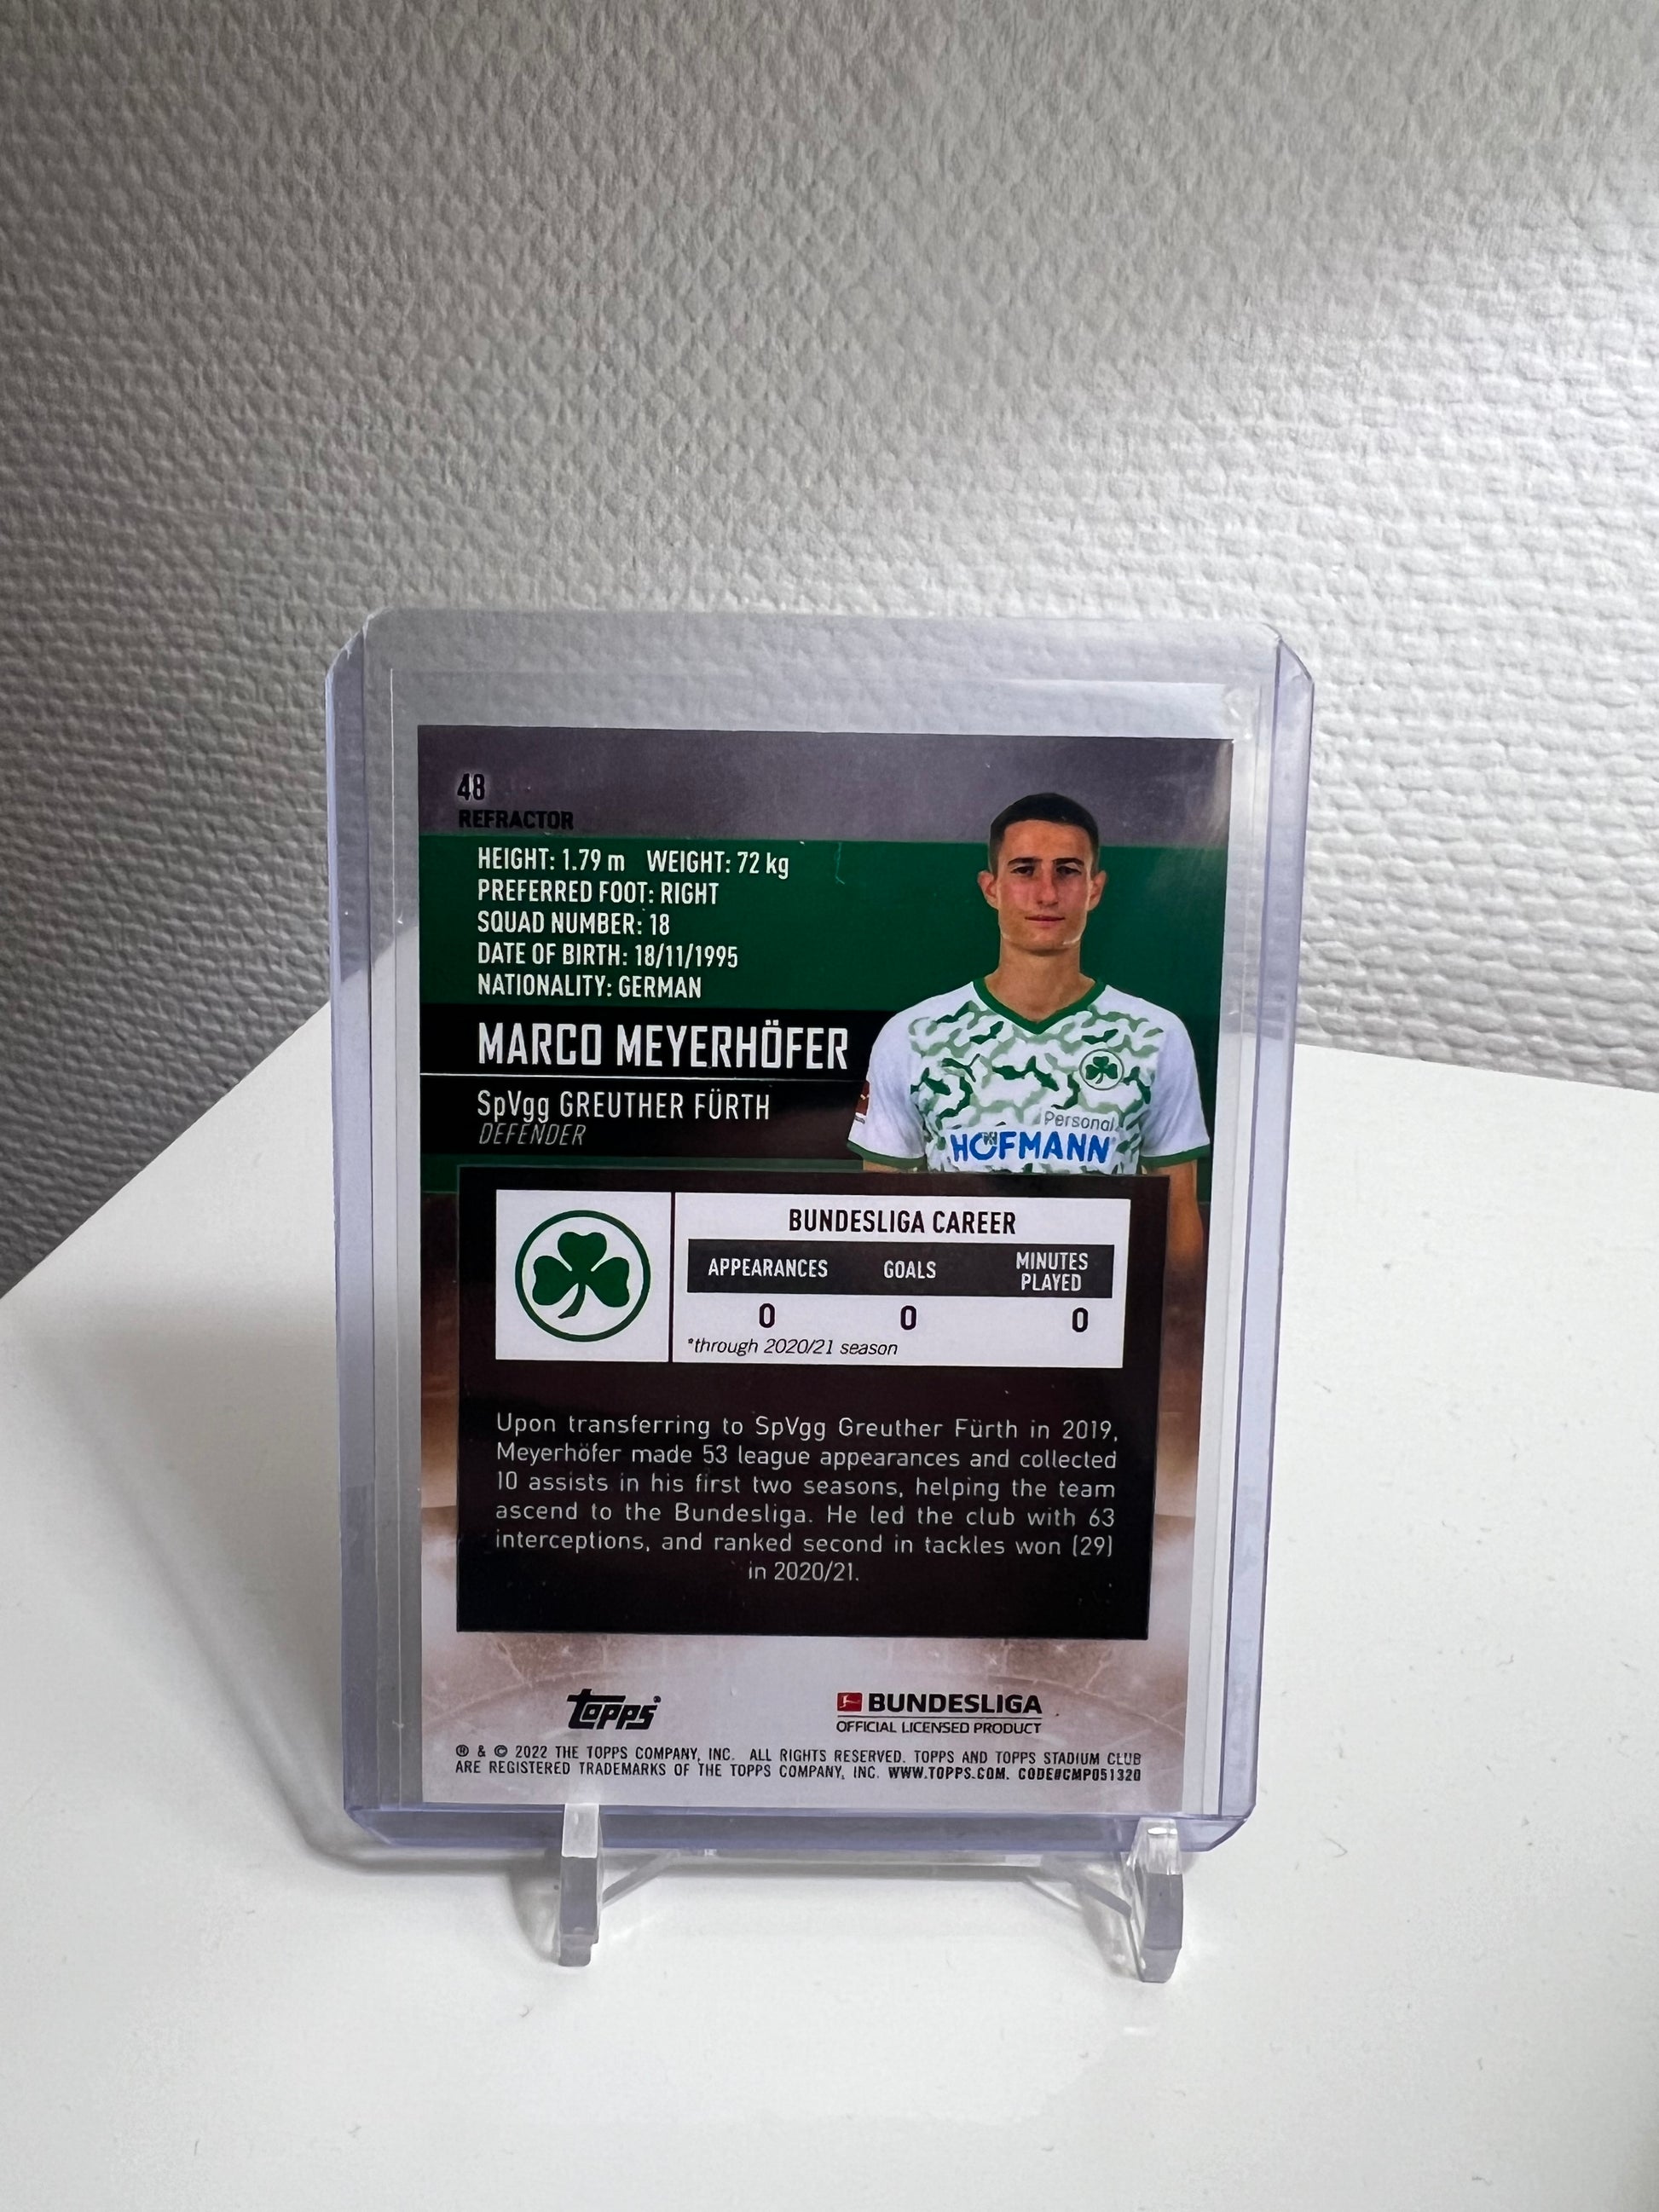 48
REFRACTOR
HEIGHT: 1.79 m WEIGHT: 72 kg
PREFERRED FOOT: RIGHT
SQUAD NUMBER: 18
DATE OF BIRTH: 18/11/1995
NATIONALITY: GERMAN
MARCO MEYERHÖFER
SpVgg GREUTHER FÜRTH
DEFENDER
Personal
HOFMANN
BUNDESLIGA CAREER
APPEARANCES GOALS MINUTES PLAYED
0 0 0
*through 2020/21 season
Upon transferring to SpVgg Greuther Fürth in 2019,
Meyerhöfer made 53 league appearances and collected
10 assists in his first two seasons, helping the team
ascend to the Bundesliga. He led the club with 63
interceptions, and ranked second in tackles won (29)
in 2020/21.
topps®
BUNDESLIGA
OFFICIAL LICENSED PRODUCT
® & © 2022 THE TOPPS COMPANY, INC. ALL RIGHTS RESERVED. TOPPS AND TOPPS STADIUM CLUB
ARE REGISTERED TRADEMARKS OF THE TOPPS COMPANY, INC. WWW.TOPPS.COM. CODE#CMP051320